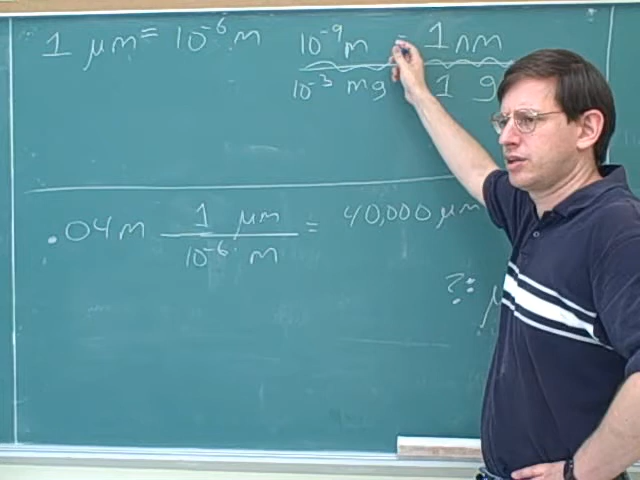 1 μm = 10⁻⁶ m
10⁻⁹ m = 1 nm
10⁻³ mg 1 g
.04 m 1 μm / 10⁻⁶ m = 40,000 μm
?: μ